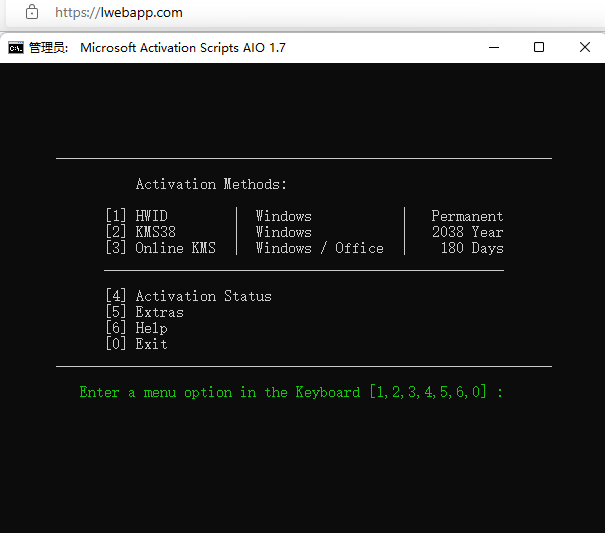 https://lwebapp.com
管理员: Microsoft Activation Scripts AIO 1.7
Activation Methods:
[1] HWID | Windows | Permanent
[2] KMS38 | Windows | 2038 Year
[3] Online KMS | Windows / Office | 180 Days
[4] Activation Status
[5] Extras
[6] Help
[0] Exit
Enter a menu option in the Keyboard [1,2,3,4,5,6,0] :